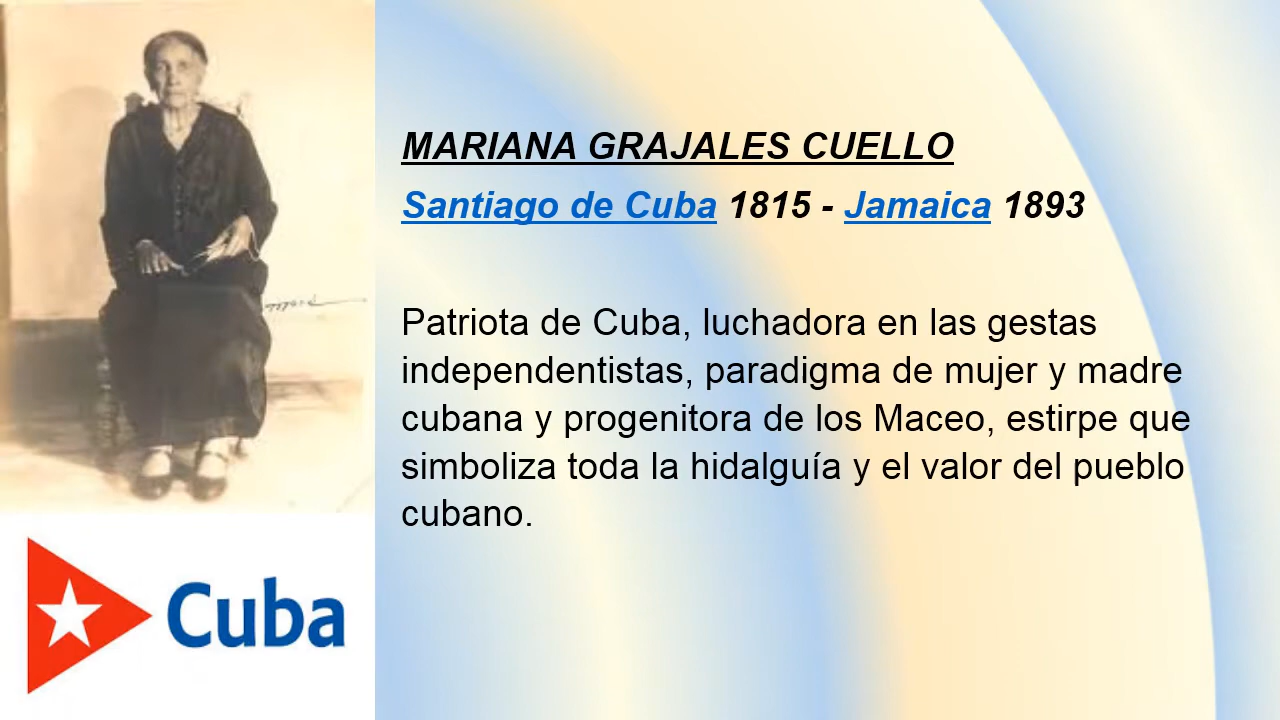 MARIANA GRAJALES CUELLO
Santiago de Cuba 1815 - Jamaica 1893
Patriota de Cuba, luchadora en las gestas
independentistas, paradigma de mujer y madre
cubana y progenitora de los Maceo, estirpe que
simboliza toda la hidalguía y el valor del pueblo
cubano.
Cuba